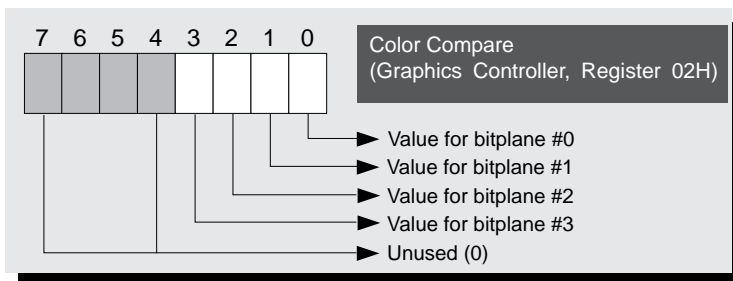 7 6 5 4 3 2 1 0
Color Compare
(Graphics Controller, Register 02H)
Value for bitplane #0
Value for bitplane #1
Value for bitplane #2
Value for bitplane #3
Unused (0)